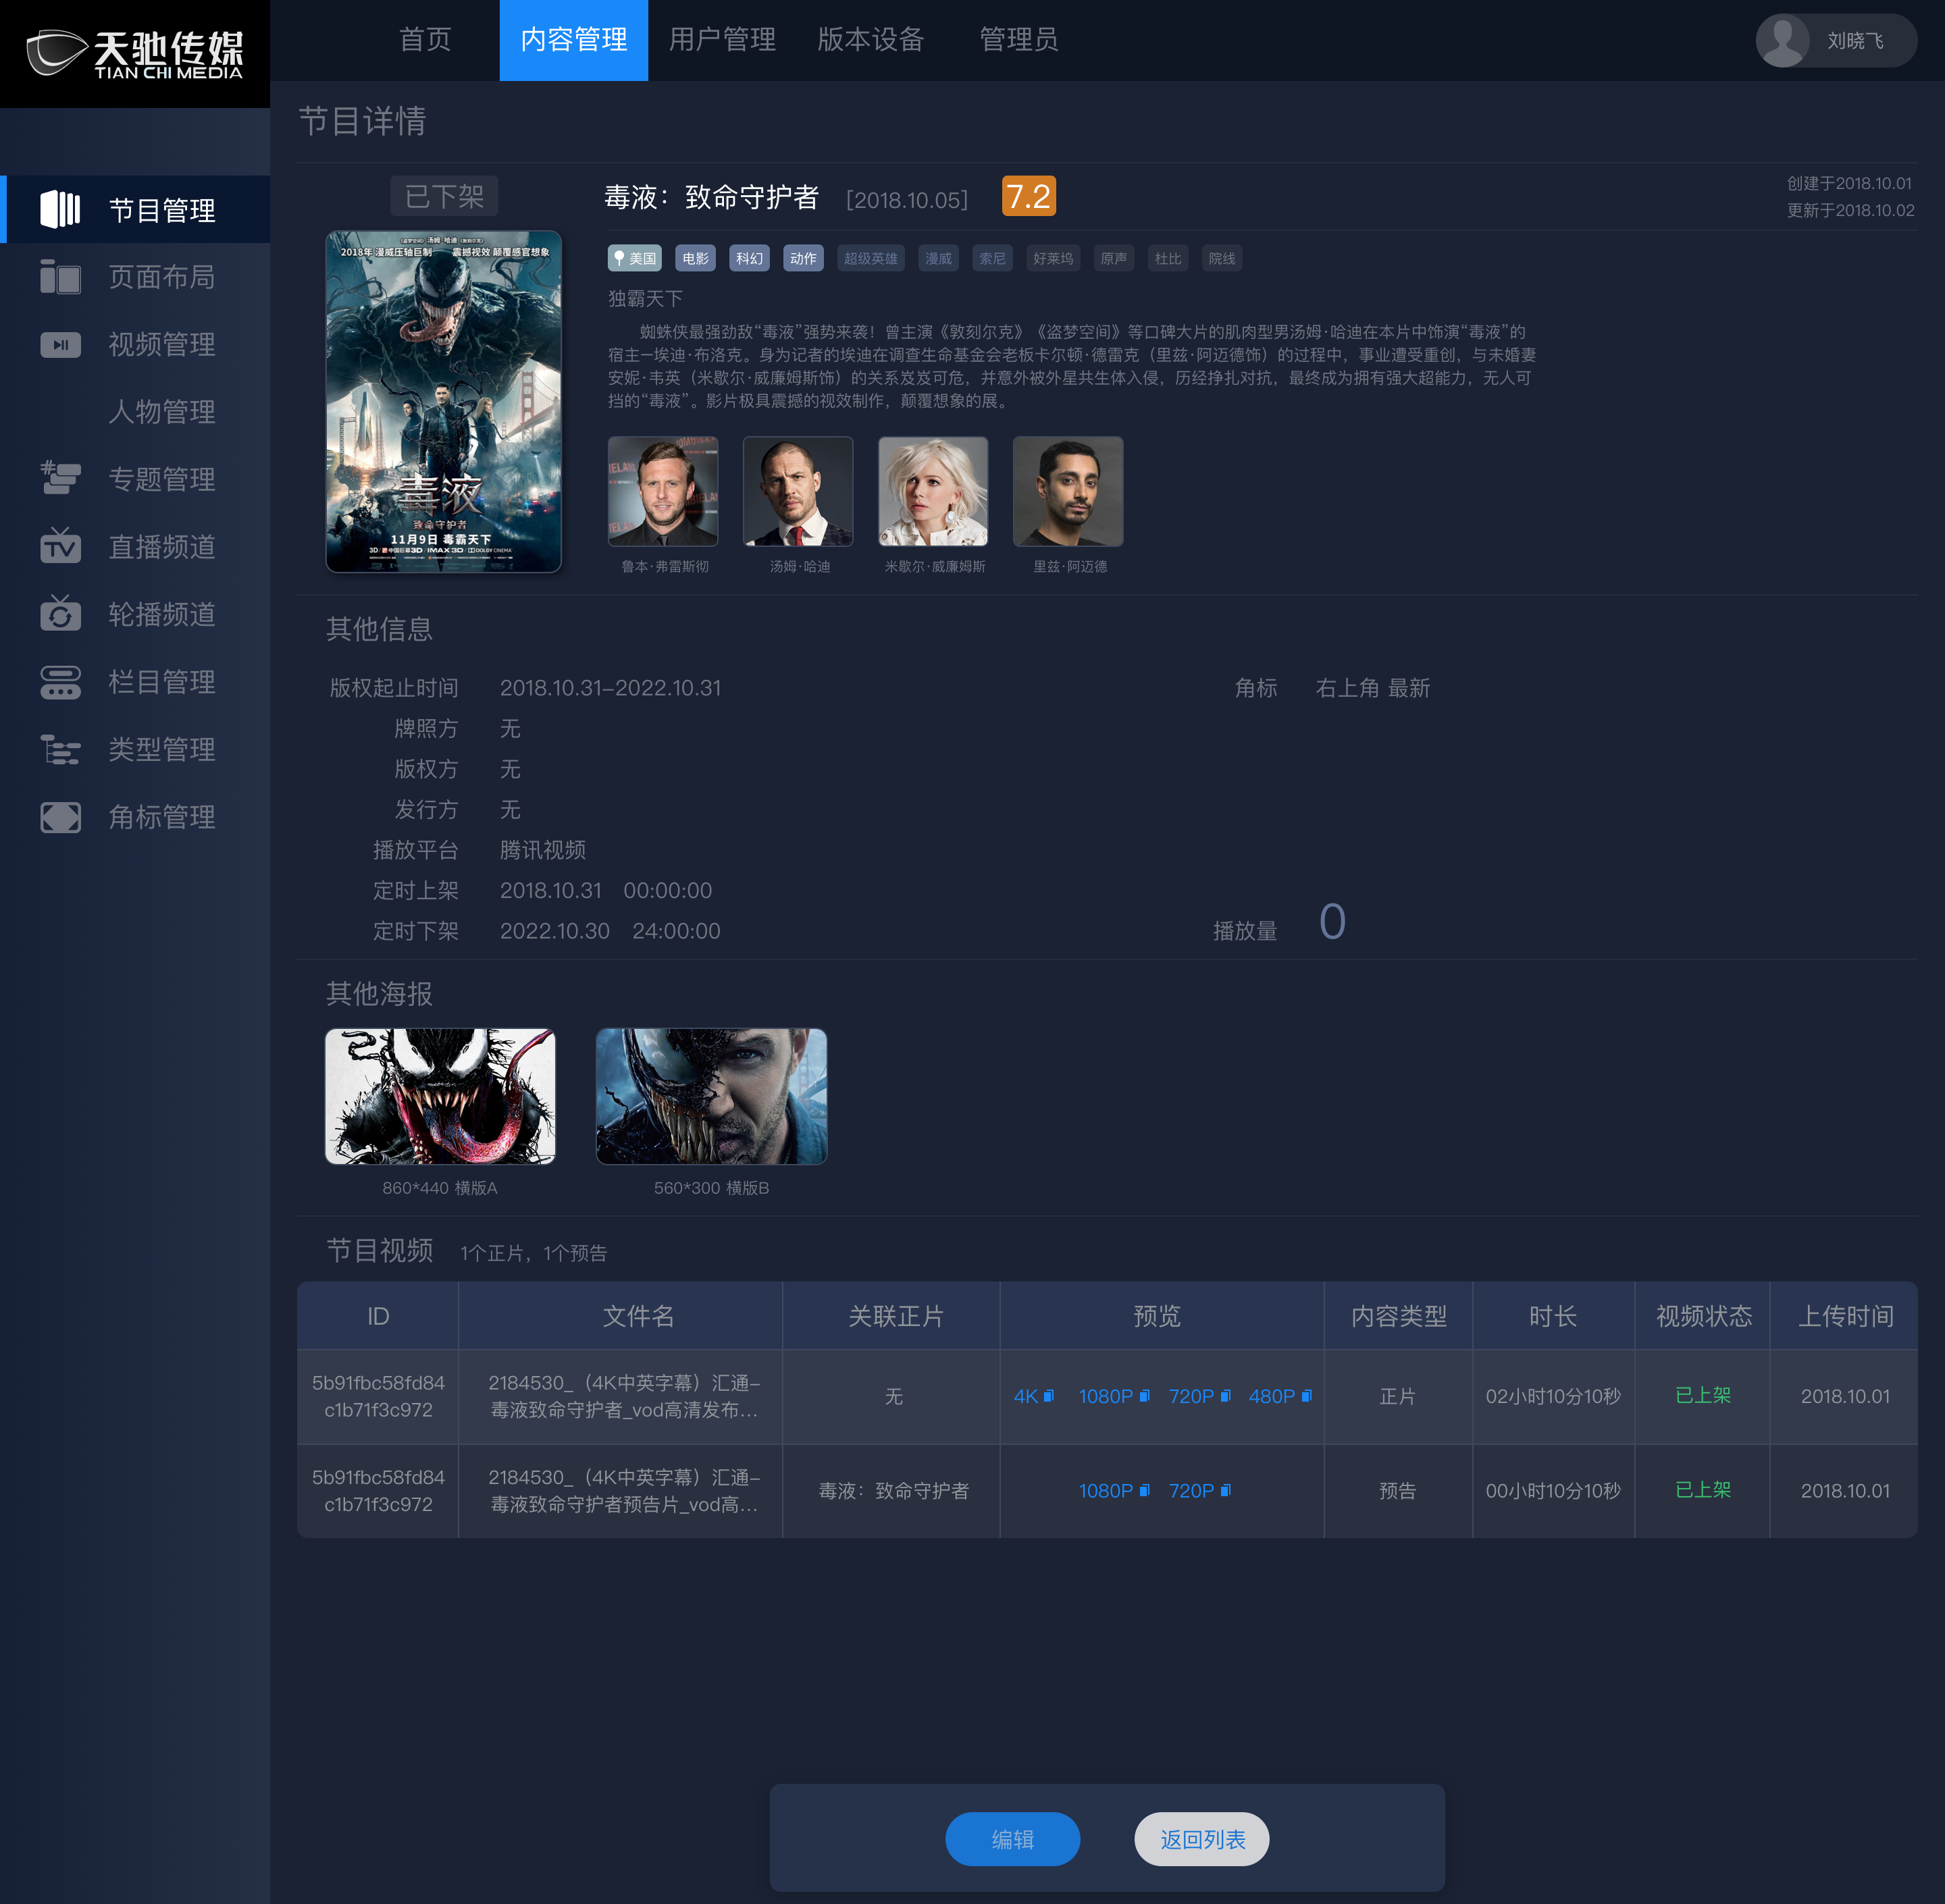 天驰传媒
TIAN CHI MEDIA
首页
内容管理
用户管理
版本设备
管理员
刘晓飞
节目管理
页面布局
视频管理
人物管理
专题管理
直播频道
轮播频道
栏目管理
类型管理
角标管理
节目详情
已下架
毒液：致命守护者 [2018.10.05] 7.2
创建于2018.10.01
更新于2018.10.02
2018年 漫威压轴巨制 震撼视效 颠覆感官想象
毒液
致命守护者
11月9日 毒霸天下
美国 电影 科幻 动作 超级英雄 漫威 索尼 好莱坞 原声 杜比 院线
独霸天下
蜘蛛侠最强劲敌“毒液”强势来袭！曾主演《敦刻尔克》《盗梦空间》等口碑大片的肌肉型男汤姆·哈迪在本片中饰演“毒液”的
宿主—埃迪·布洛克。身为记者的埃迪在调查生命基金会老板卡尔顿·德雷克（里兹·阿迈德饰）的过程中，事业遭受重创，与未婚妻
安妮·韦英（米歇尔·威廉姆斯饰）的关系岌岌可危，并意外被外星共生体入侵，历经挣扎对抗，最终成为拥有强大超能力，无人可
挡的“毒液”。影片极具震撼的视效制作，颠覆想象的展。
鲁本·弗雷斯彻
汤姆·哈迪
米歇尔·威廉姆斯
里兹·阿迈德
其他信息
版权起止时间 2018.10.31-2022.10.31
角标 右上角 最新
牌照方 无
版权方 无
发行方 无
播放平台 腾讯视频
定时上架 2018.10.31 00:00:00
定时下架 2022.10.30 24:00:00
播放量 0
其他海报
860*440 横版A
560*300 横版B
节目视频 1个正片，1个预告
ID 文件名 关联正片 预览 内容类型 时长 视频状态 上传时间
5b91fbc58fd84
c1b71f3c972
2184530_（4K中英字幕）汇通-
毒液致命守护者_vod高清发布...
无
4K 1080P 720P 480P
正片
02小时10分10秒
已上架
2018.10.01
5b91fbc58fd84
c1b71f3c972
2184530_（4K中英字幕）汇通-
毒液致命守护者预告片_vod高...
毒液：致命守护者
1080P 720P
预告
00小时10分10秒
已上架
2018.10.01
编辑
返回列表